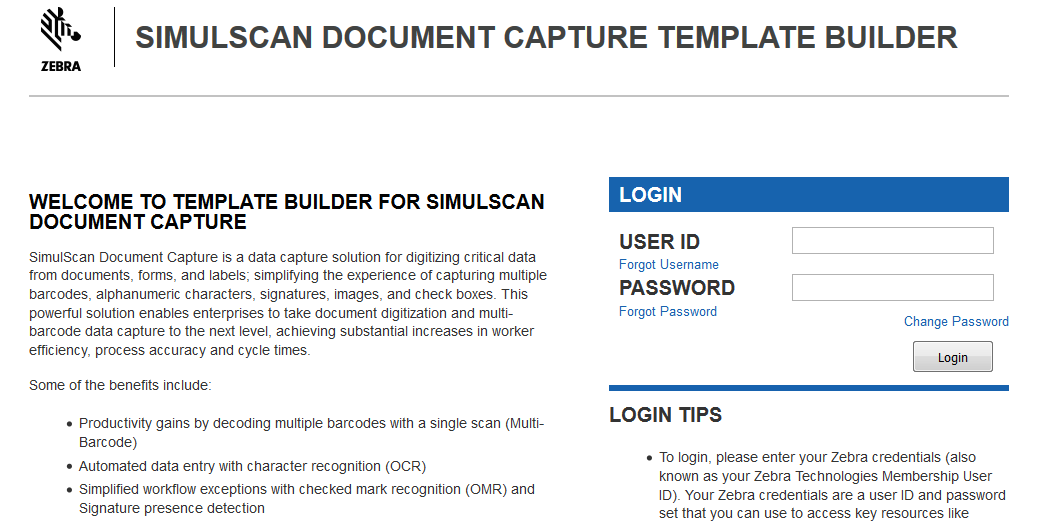 ZEBRA
SIMULSCAN DOCUMENT CAPTURE TEMPLATE BUILDER
WELCOME TO TEMPLATE BUILDER FOR SIMULSCAN
DOCUMENT CAPTURE
SimulScan Document Capture is a data capture solution for digitizing critical data
from documents, forms, and labels; simplifying the experience of capturing multiple
barcodes, alphanumeric characters, signatures, images, and check boxes. This
powerful solution enables enterprises to take document digitization and multi-
barcode data capture to the next level, achieving substantial increases in worker
efficiency, process accuracy and cycle times.
Some of the benefits include:
• Productivity gains by decoding multiple barcodes with a single scan (Multi-
Barcode)
• Automated data entry with character recognition (OCR)
• Simplified workflow exceptions with checked mark recognition (OMR) and
Signature presence detection
LOGIN
USER ID
Forgot Username
PASSWORD
Forgot Password
Change Password
Login
LOGIN TIPS
• To login, please enter your Zebra credentials (also
known as your Zebra Technologies Membership User
ID). Your Zebra credentials are a user ID and password
set that you can use to access key resources like